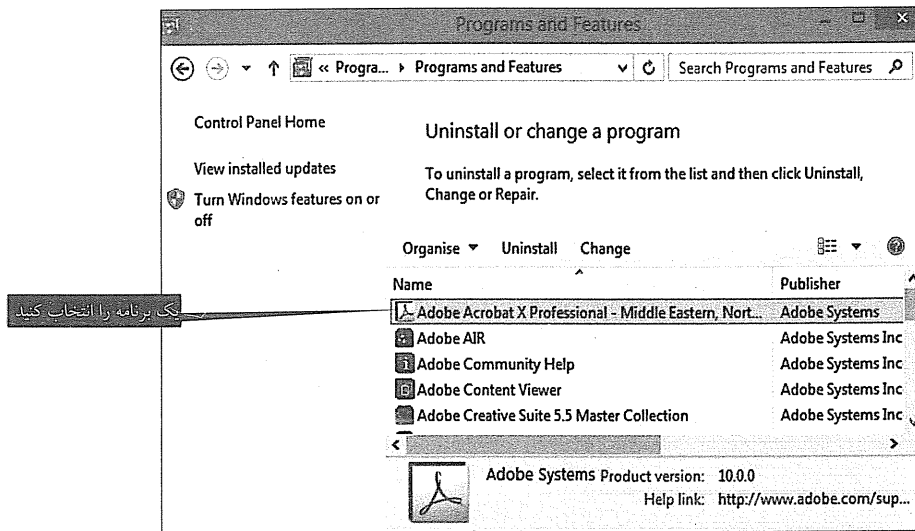 Programs and Features
« Progra... ▸ Programs and Features
Search Programs and Features
Control Panel Home
View installed updates
Turn Windows features on or
off
Uninstall or change a program
To uninstall a program, select it from the list and then click Uninstall,
Change or Repair.
Organise Uninstall Change
Name Publisher
یک برنامه را انتخاب کنید
Adobe Acrobat X Professional - Middle Eastern, Nort... Adobe Systems
Adobe AIR Adobe Systems Inc
Adobe Community Help Adobe Systems Inc
Adobe Content Viewer Adobe Systems Inc
Adobe Creative Suite 5.5 Master Collection Adobe Systems Inc
Adobe Systems Product version: 10.0.0
Help link: http://www.adobe.com/sup...